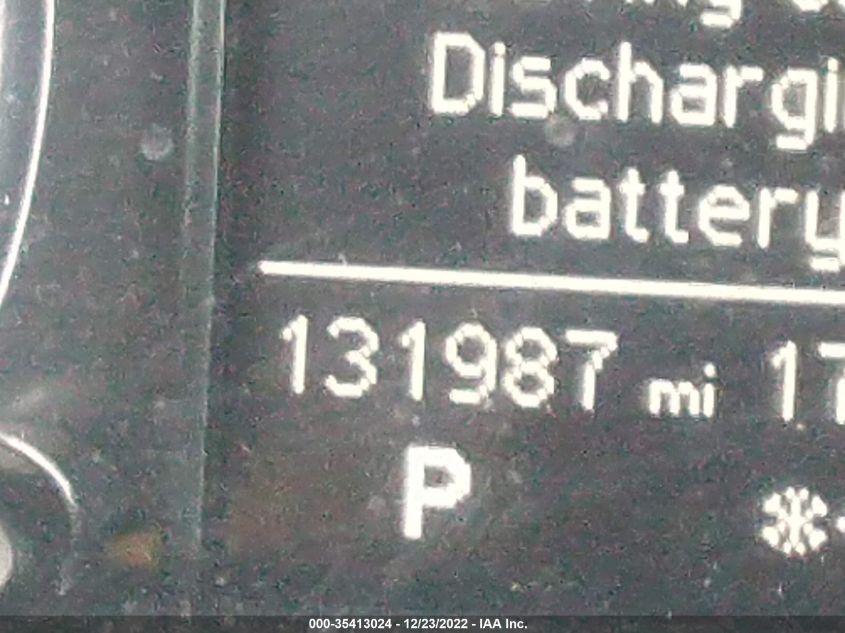 Dischargi
battery
131987 mi 17
P
000-35413024 - 12/23/2022 - IAA Inc.